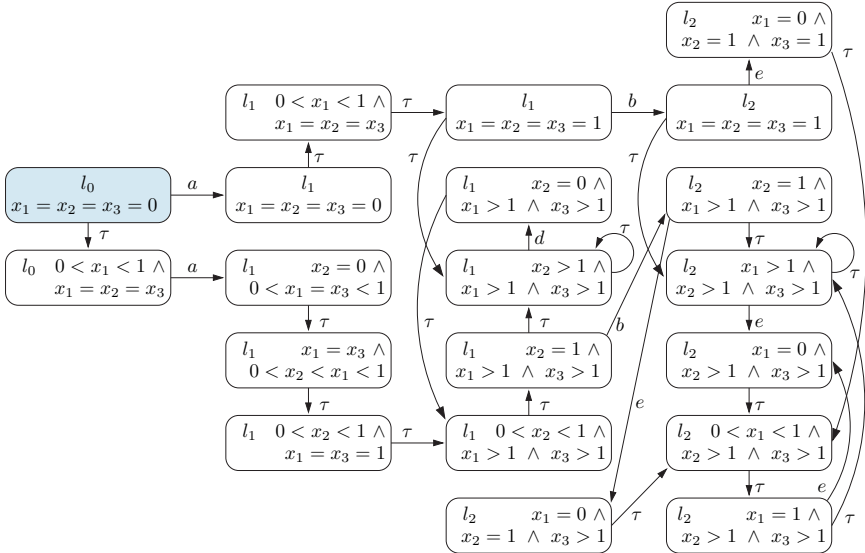 l₂ x₁ = 0 ∧
x₂ = 1 ∧ x₃ = 1
τ
e
l₁ 0 < x₁ < 1 ∧
x₁ = x₂ = x₃
τ
l₁
x₁ = x₂ = x₃ = 1
b
l₂
x₁ = x₂ = x₃ = 1
τ
τ
τ
l₀
x₁ = x₂ = x₃ = 0
a
l₁
x₁ = x₂ = x₃ = 0
l₁ x₂ = 0 ∧
x₁ > 1 ∧ x₃ > 1
l₂ x₂ = 1 ∧
x₁ > 1 ∧ x₃ > 1
τ
d
τ
τ
l₀ 0 < x₁ < 1 ∧
x₁ = x₂ = x₃
a
l₁ x₂ = 0 ∧
0 < x₁ = x₃ < 1
l₁ x₂ > 1 ∧
x₁ > 1 ∧ x₃ > 1
l₂ x₁ > 1 ∧
x₂ > 1 ∧ x₃ > 1
τ
τ
τ
τ
τ
b
e
l₁ x₁ = x₃ ∧
0 < x₂ < x₁ < 1
l₁ x₂ = 1 ∧
x₁ > 1 ∧ x₃ > 1
l₂ x₁ = 0 ∧
x₂ > 1 ∧ x₃ > 1
τ
τ
e
τ
l₁ 0 < x₂ < 1 ∧
x₁ = x₃ = 1
τ
l₁ 0 < x₂ < 1 ∧
x₁ > 1 ∧ x₃ > 1
l₂ 0 < x₁ < 1 ∧
x₂ > 1 ∧ x₃ > 1
τ
e
l₂ x₁ = 0 ∧
x₂ = 1 ∧ x₃ > 1
τ
l₂ x₁ = 1 ∧
x₂ > 1 ∧ x₃ > 1
τ